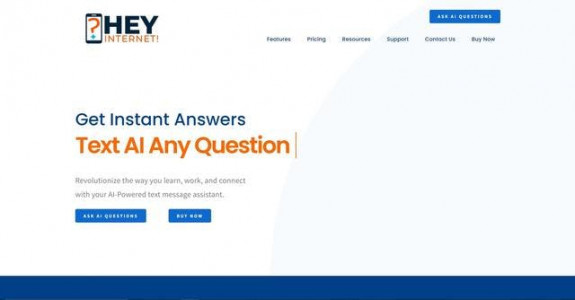 ASK AI QUESTIONS
?HEY
INTERNET!
Features Pricing Resources Support Contact Us Buy Now
Get Instant Answers
Text AI Any Question
Revolutionize the way you learn, work, and connect
with your AI-Powered text message assistant.
ASK AI QUESTIONS BUY NOW